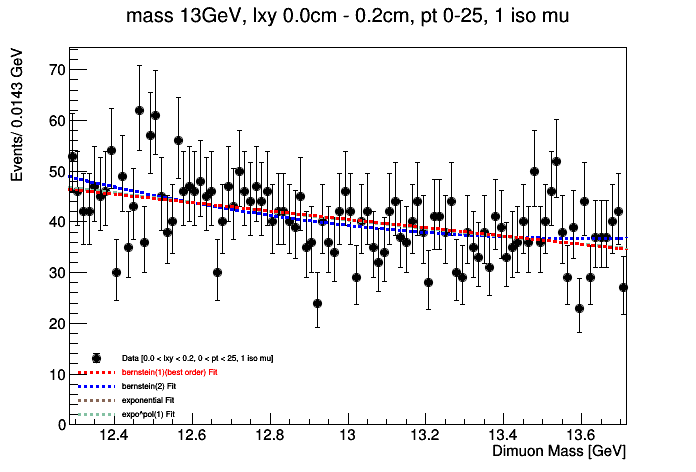 mass 13GeV, lxy 0.0cm - 0.2cm, pt 0-25, 1 iso mu
Events/ 0.0143 GeV
70
60
50
40
30
20
10
0
Data [0.0 < lxy < 0.2, 0 < pt < 25, 1 iso mu]
bernstein(1)(best order) Fit
bernstein(2) Fit
exponential Fit
expo*pol(1) Fit
12.4 12.6 12.8 13 13.2 13.4 13.6
Dimuon Mass [GeV]